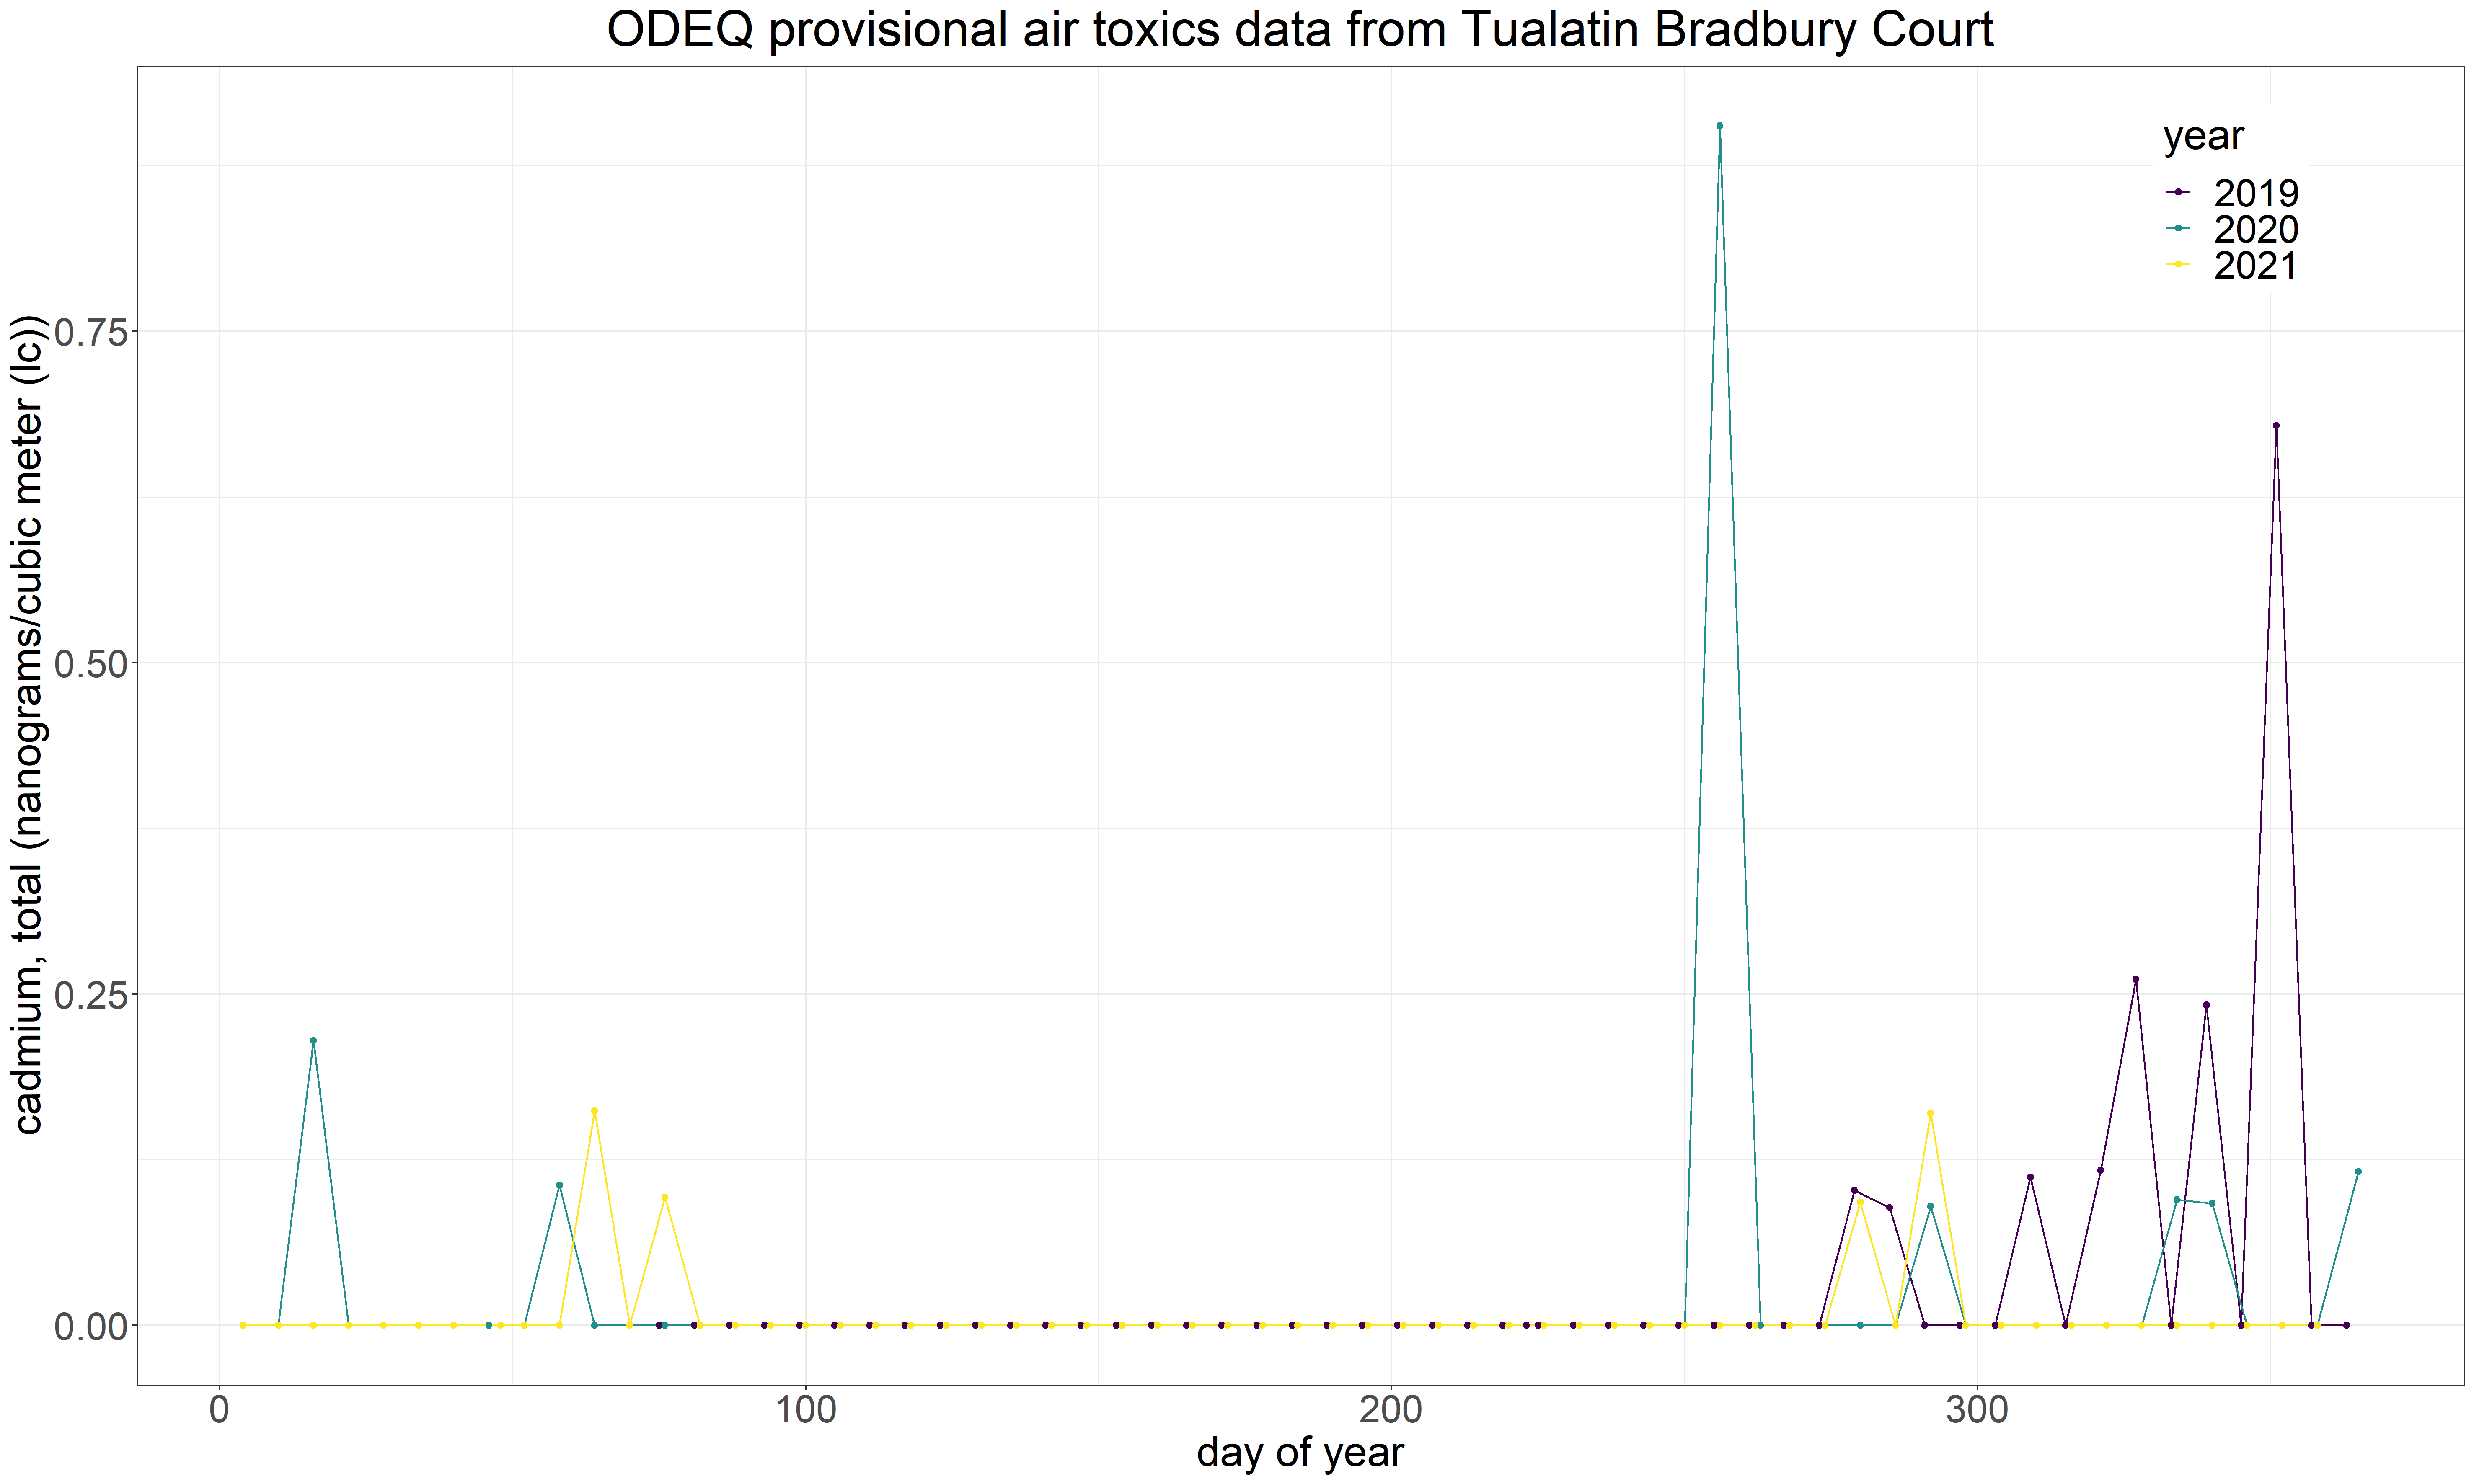 ODEQ provisional air toxics data from Tualatin Bradbury Court
year
2019
2020
2021
cadmium, total (nanograms/cubic meter (lc))
0.75
0.50
0.25
0.00
0
100
200
300
day of year